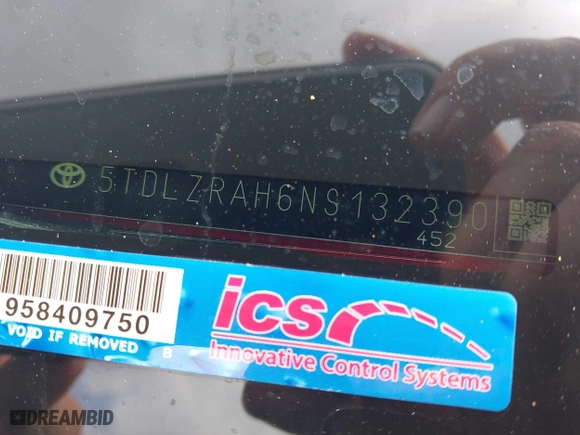 5TDLZRAH6NS132390
452
958409750
VOID IF REMOVED B
ics
Innovative Control Systems
DREAMBID